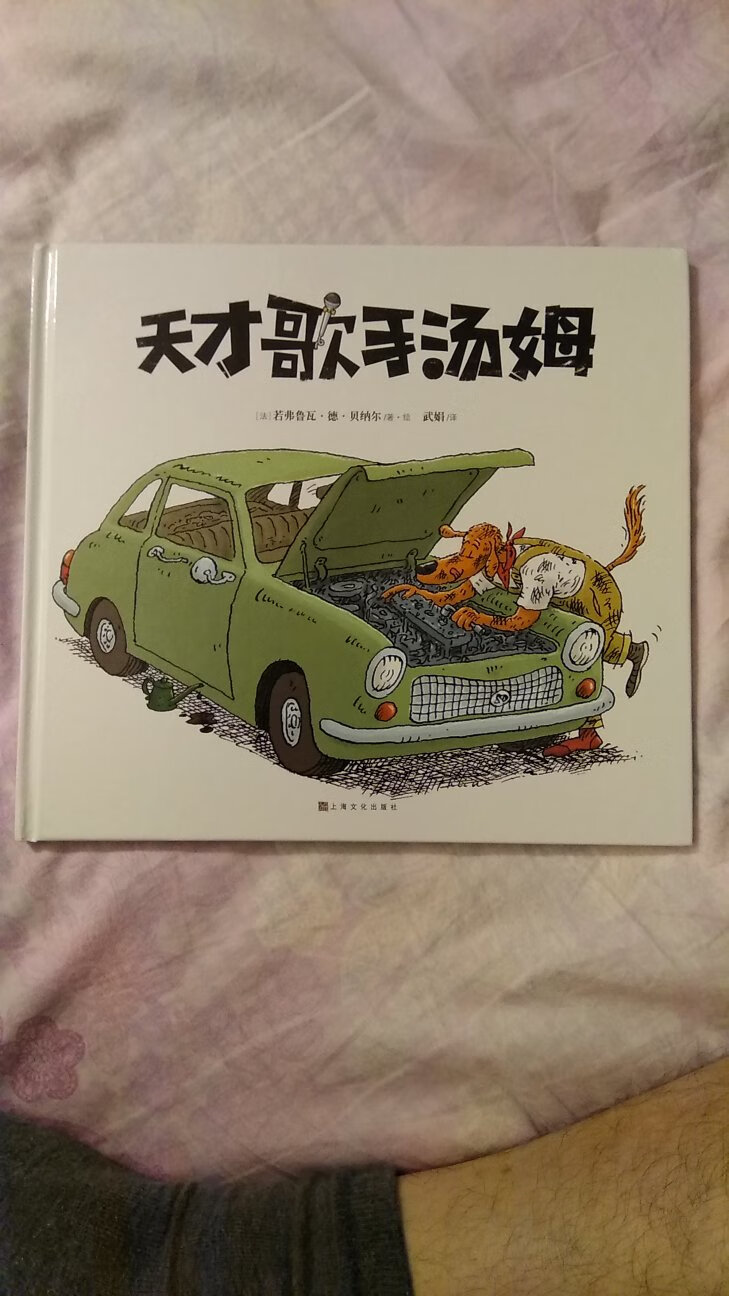 天才歌手汤姆
[法]若弗鲁瓦·德·贝纳尔/著·绘 武娟/译
上海文化出版社